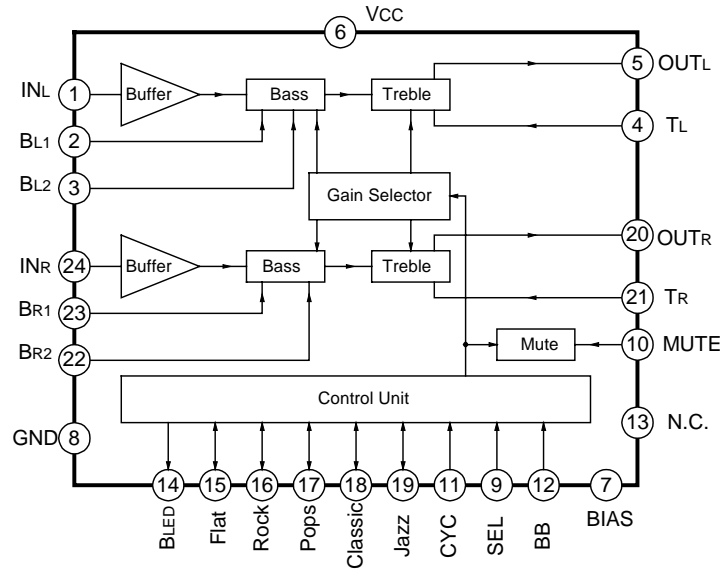 VCC
6
INL
1
Buffer
Bass
Treble
5
OUTL
BL1
2
4
TL
BL2
3
Gain Selector
INR
24
Buffer
Bass
Treble
20
OUTR
BR1
23
21
TR
BR2
22
Mute
10
MUTE
Control Unit
GND
8
13
N.C.
14
15
16
17
18
19
11
9
12
7
BLED
Flat
Rock
Pops
Classic
Jazz
CYC
SEL
BB
BIAS